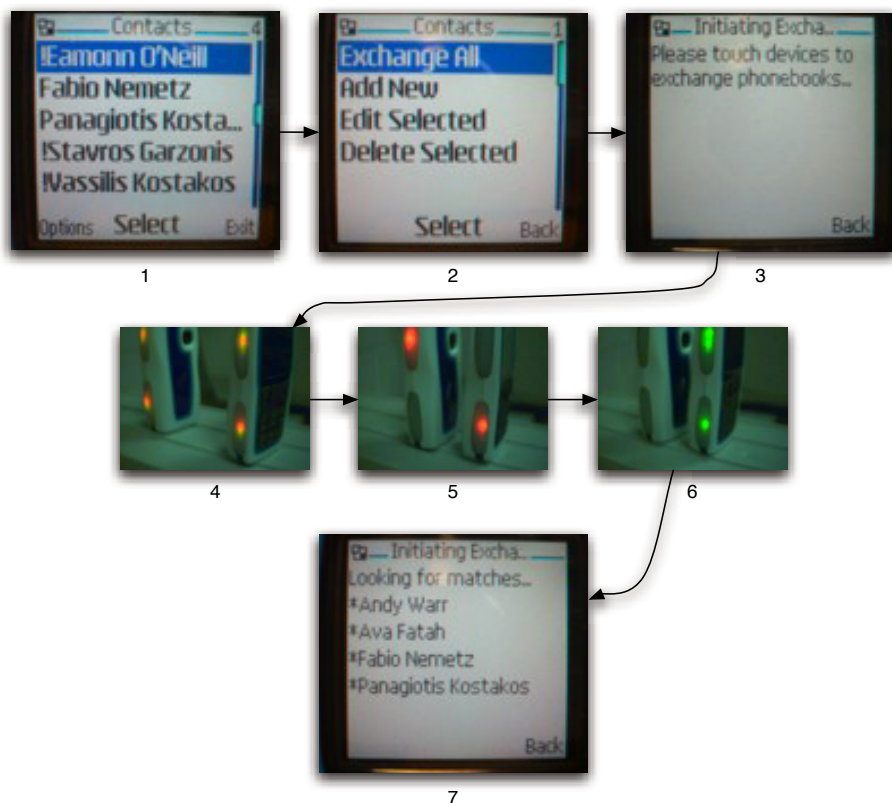 Contacts 4
!Eamonn O'Neill
Fabio Nemetz
Panagiotis Kosta...
!Stavros Garzonis
!Vassilis Kostakos
Options Select Exit
1
Contacts 1
Exchange All
Add New
Edit Selected
Delete Selected
Select Back
2
Initiating Excha..
Please touch devices to
exchange phonebooks...
Back
3
4
5
6
Initiating Excha..
Looking for matches...
*Andy Warr
*Ava Fatah
*Fabio Nemetz
*Panagiotis Kostakos
Back
7